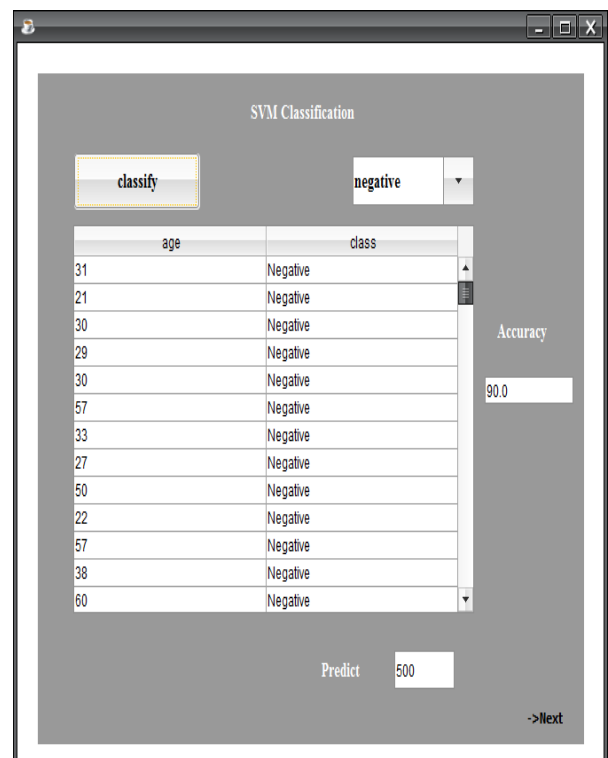 SVM Classification
classify negative
age class
31 Negative
21 Negative
30 Negative
29 Negative
Accuracy
30 Negative
90.0
57 Negative
33 Negative
27 Negative
50 Negative
22 Negative
57 Negative
38 Negative
60 Negative
Predict 500
->Next